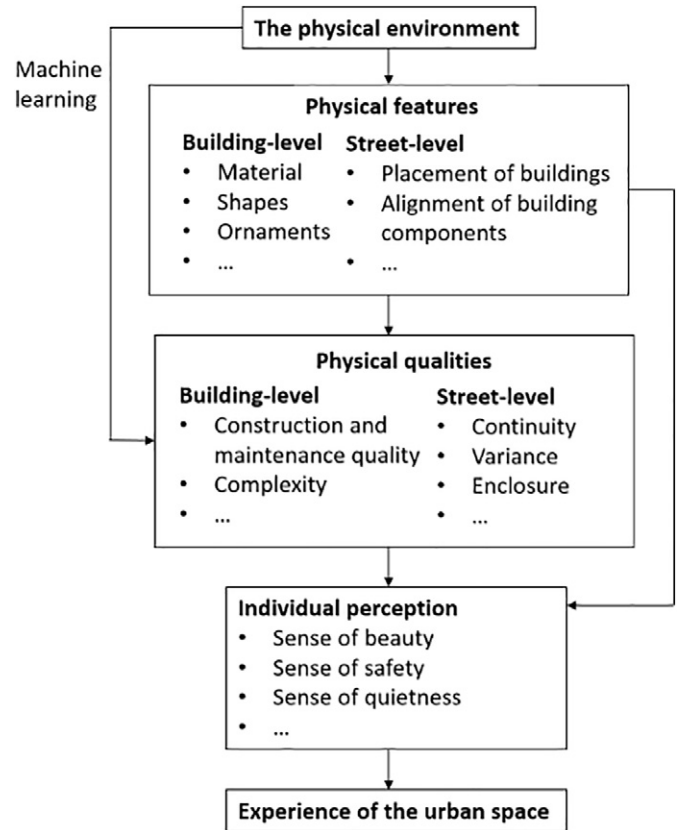 The physical environment
Machine
learning
Physical features
Building-level
• Material
• Shapes
• Ornaments
• ...
Street-level
• Placement of buildings
• Alignment of building
components
• ...
Physical qualities
Building-level
• Construction and
maintenance quality
• Complexity
• ...
Street-level
• Continuity
• Variance
• Enclosure
• ...
Individual perception
• Sense of beauty
• Sense of safety
• Sense of quietness
• ...
Experience of the urban space